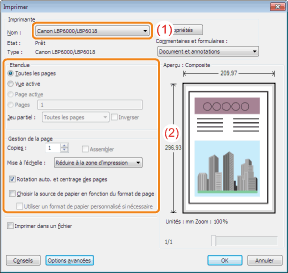 Imprimer
Imprimante
Nom : Canon LBP6000/LBP6018 (1) Propriétés
Etat : Prêt
Type : Canon LBP6000/LBP6018
Commentaires et formulaires :
Document et annotations
Etendue
Toutes les pages
Vue active
Page active
Pages 1
Jeu partiel : Toutes les pages Inverser
Gestion de la page
Copies : 1 Assembler
Mise à l'échelle : Réduire à la zone d'impression
Rotation auto. et centrage des pages
Choisir la source de papier en fonction du format de page
Utiliser un format de papier personnalisé si nécessaire
(2)
Imprimer dans un fichier
Aperçu : Composite
209,97
296,93
Unités : mm Zoom : 100%
1/1
Conseils Options avancées OK Annuler